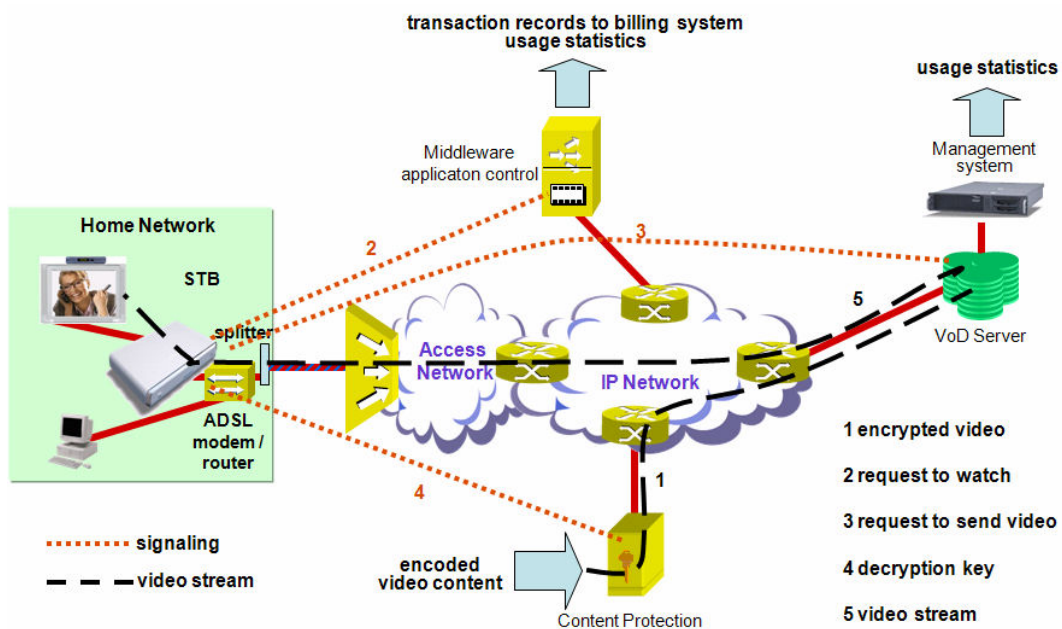 transaction records to billing system
usage statistics
usage statistics
Middleware
applicaton control
Management
system
Home Network
2
3
STB
splitter
5
VoD Server
Access
Network
IP Network
ADSL
modem /
router
4
1
1 encrypted video
2 request to watch
3 request to send video
4 decryption key
5 video stream
signaling
video stream
encoded
video content
Content Protection